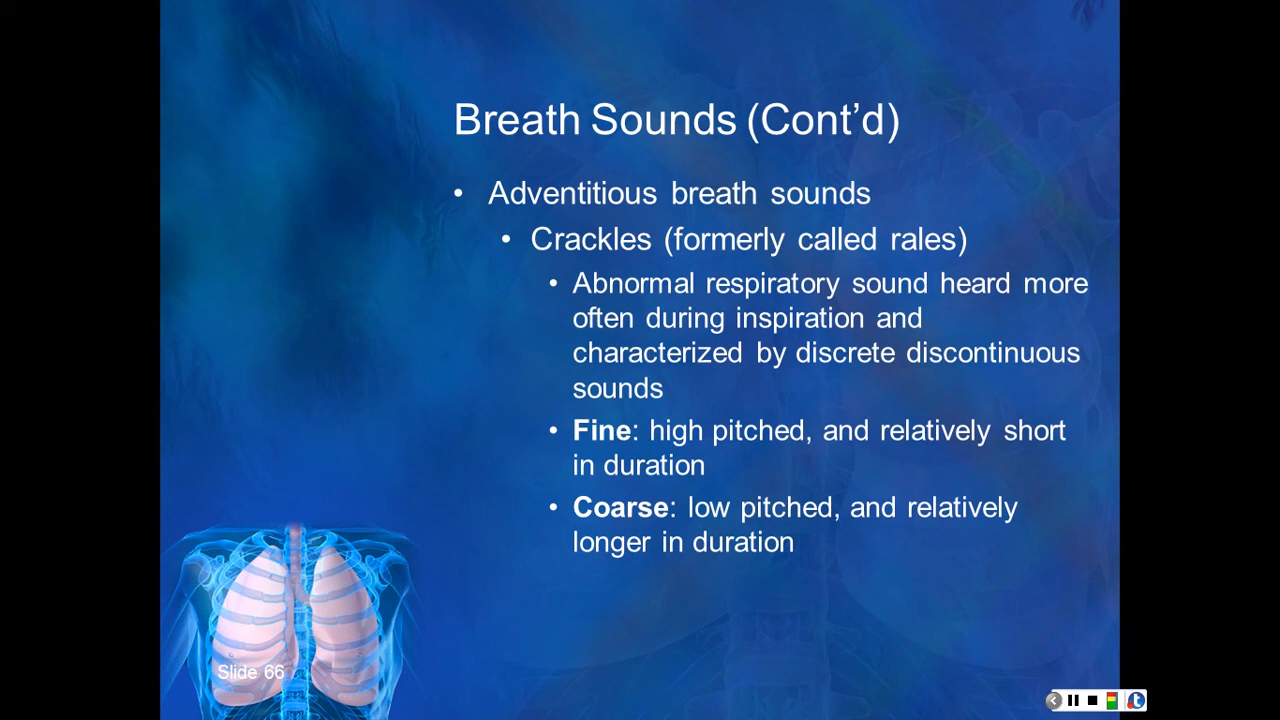 Breath Sounds (Cont’d)
• Adventitious breath sounds
• Crackles (formerly called rales)
• Abnormal respiratory sound heard more
often during inspiration and
characterized by discrete discontinuous
sounds
• Fine: high pitched, and relatively short
in duration
• Coarse: low pitched, and relatively
longer in duration
Slide 66
t